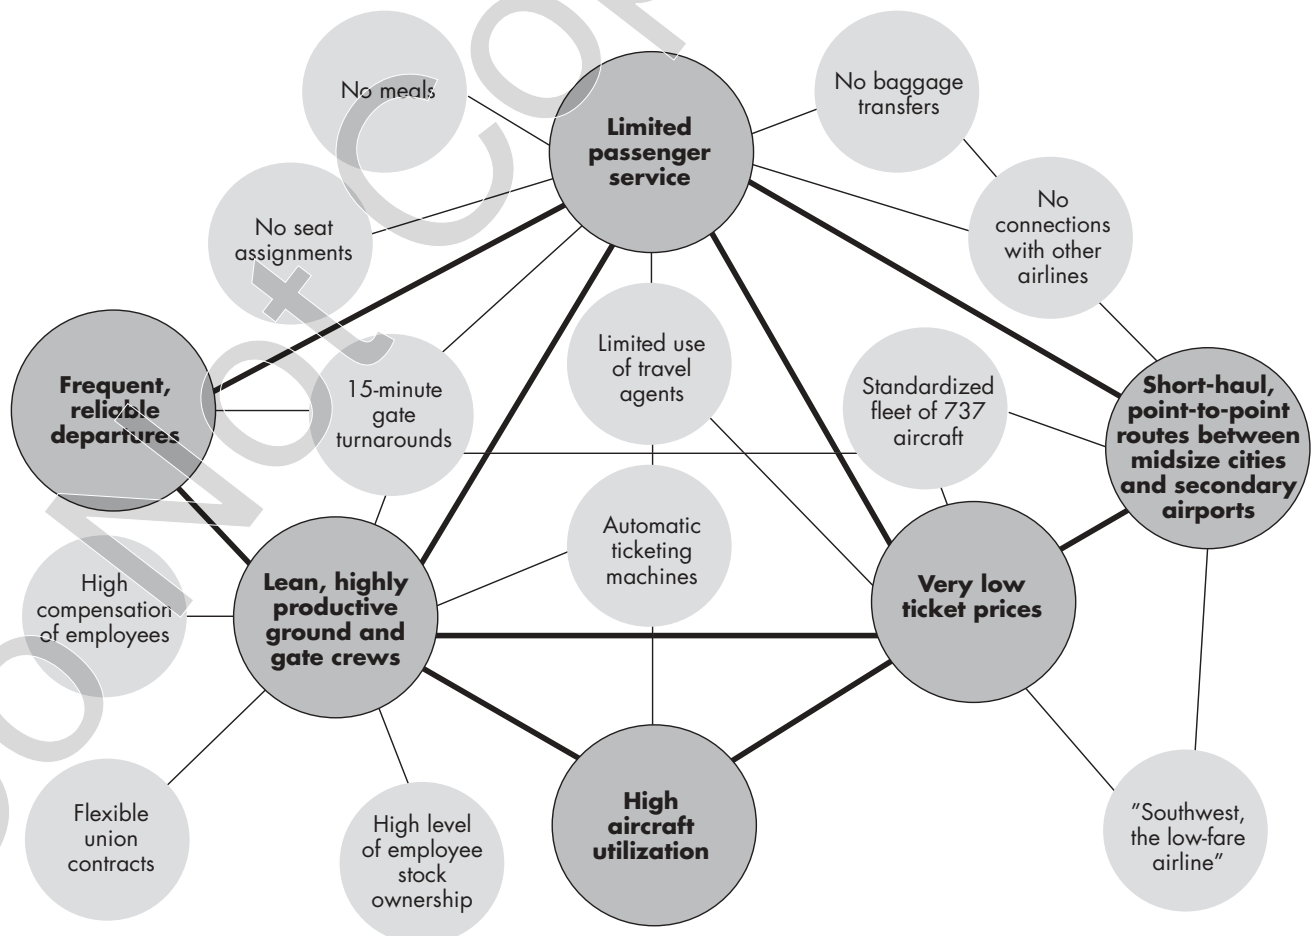 No meals
No baggage
transfers
Limited
passenger
service
No seat
assignments
No
connections
with other
airlines
Frequent,
reliable
departures
15-minute
gate
turnarounds
Limited use
of travel
agents
Standardized
fleet of 737
aircraft
Short-haul,
point-to-point
routes between
midsize cities
and secondary
airports
Automatic
ticketing
machines
High
compensation
of employees
Lean, highly
productive
ground and
gate crews
Very low
ticket prices
Flexible
union
contracts
High level
of employee
stock
ownership
High
aircraft
utilization
"Southwest,
the low-fare
airline"
Do Not Cop